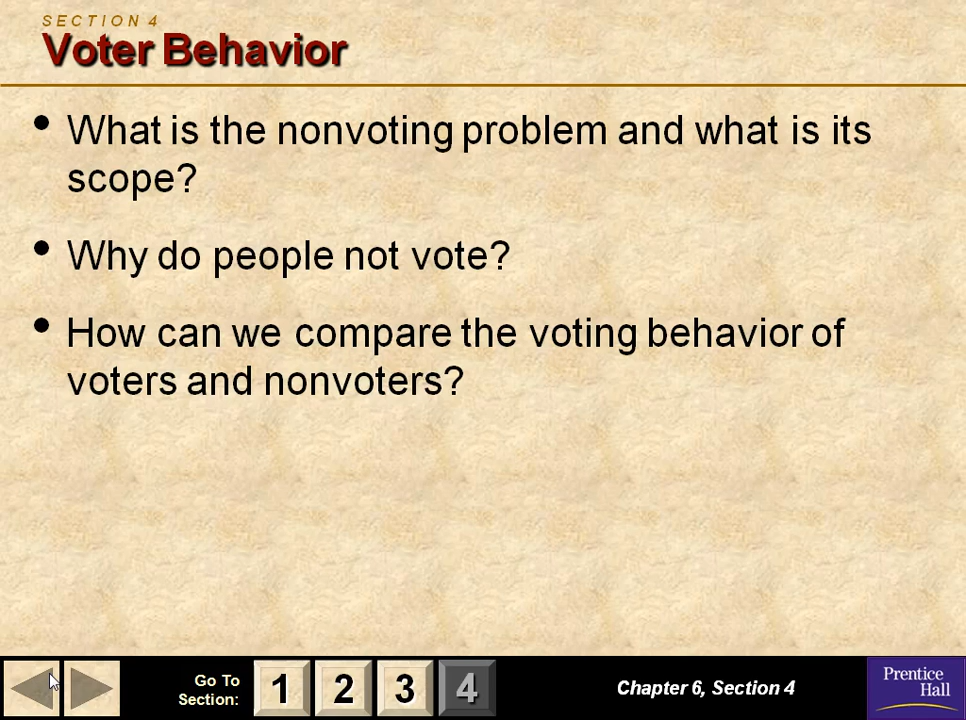 SECTION 4
Voter Behavior
• What is the nonvoting problem and what is its
scope?
• Why do people not vote?
• How can we compare the voting behavior of
voters and nonvoters?
Go To
Section:
1 2 3 4
Chapter 6, Section 4
Prentice
Hall